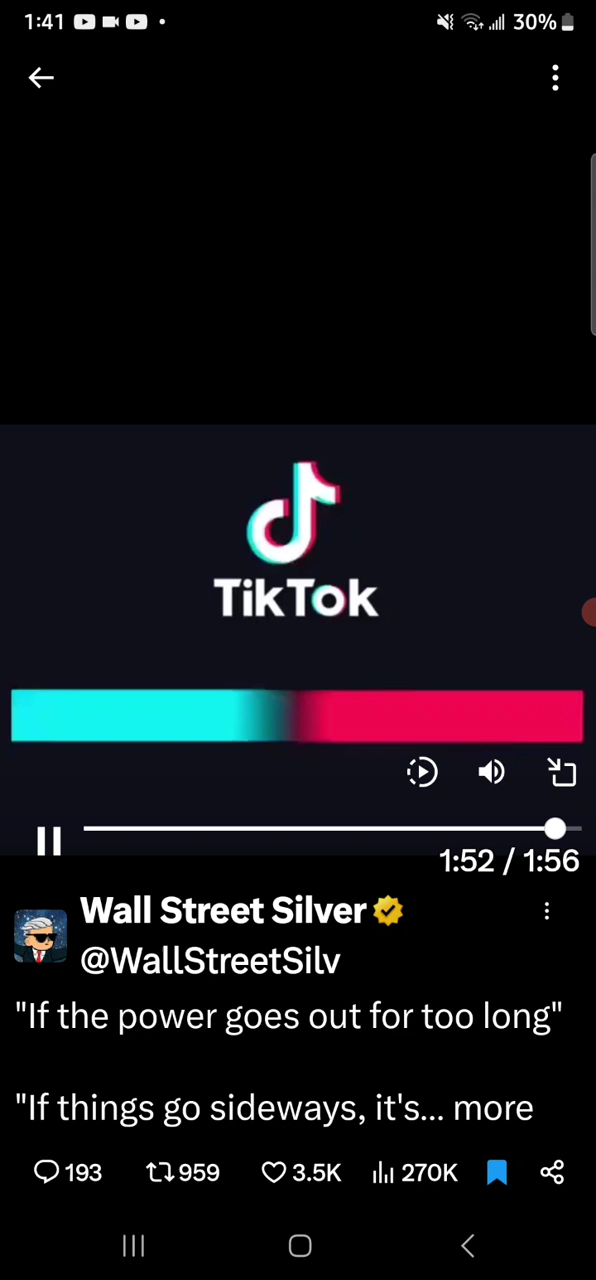 1:41
30%
TikTok
1:52 / 1:56
Wall Street Silver
@WallStreetSilv
"If the power goes out for too long"
"If things go sideways, it's... more
193 959 3.5K 270K